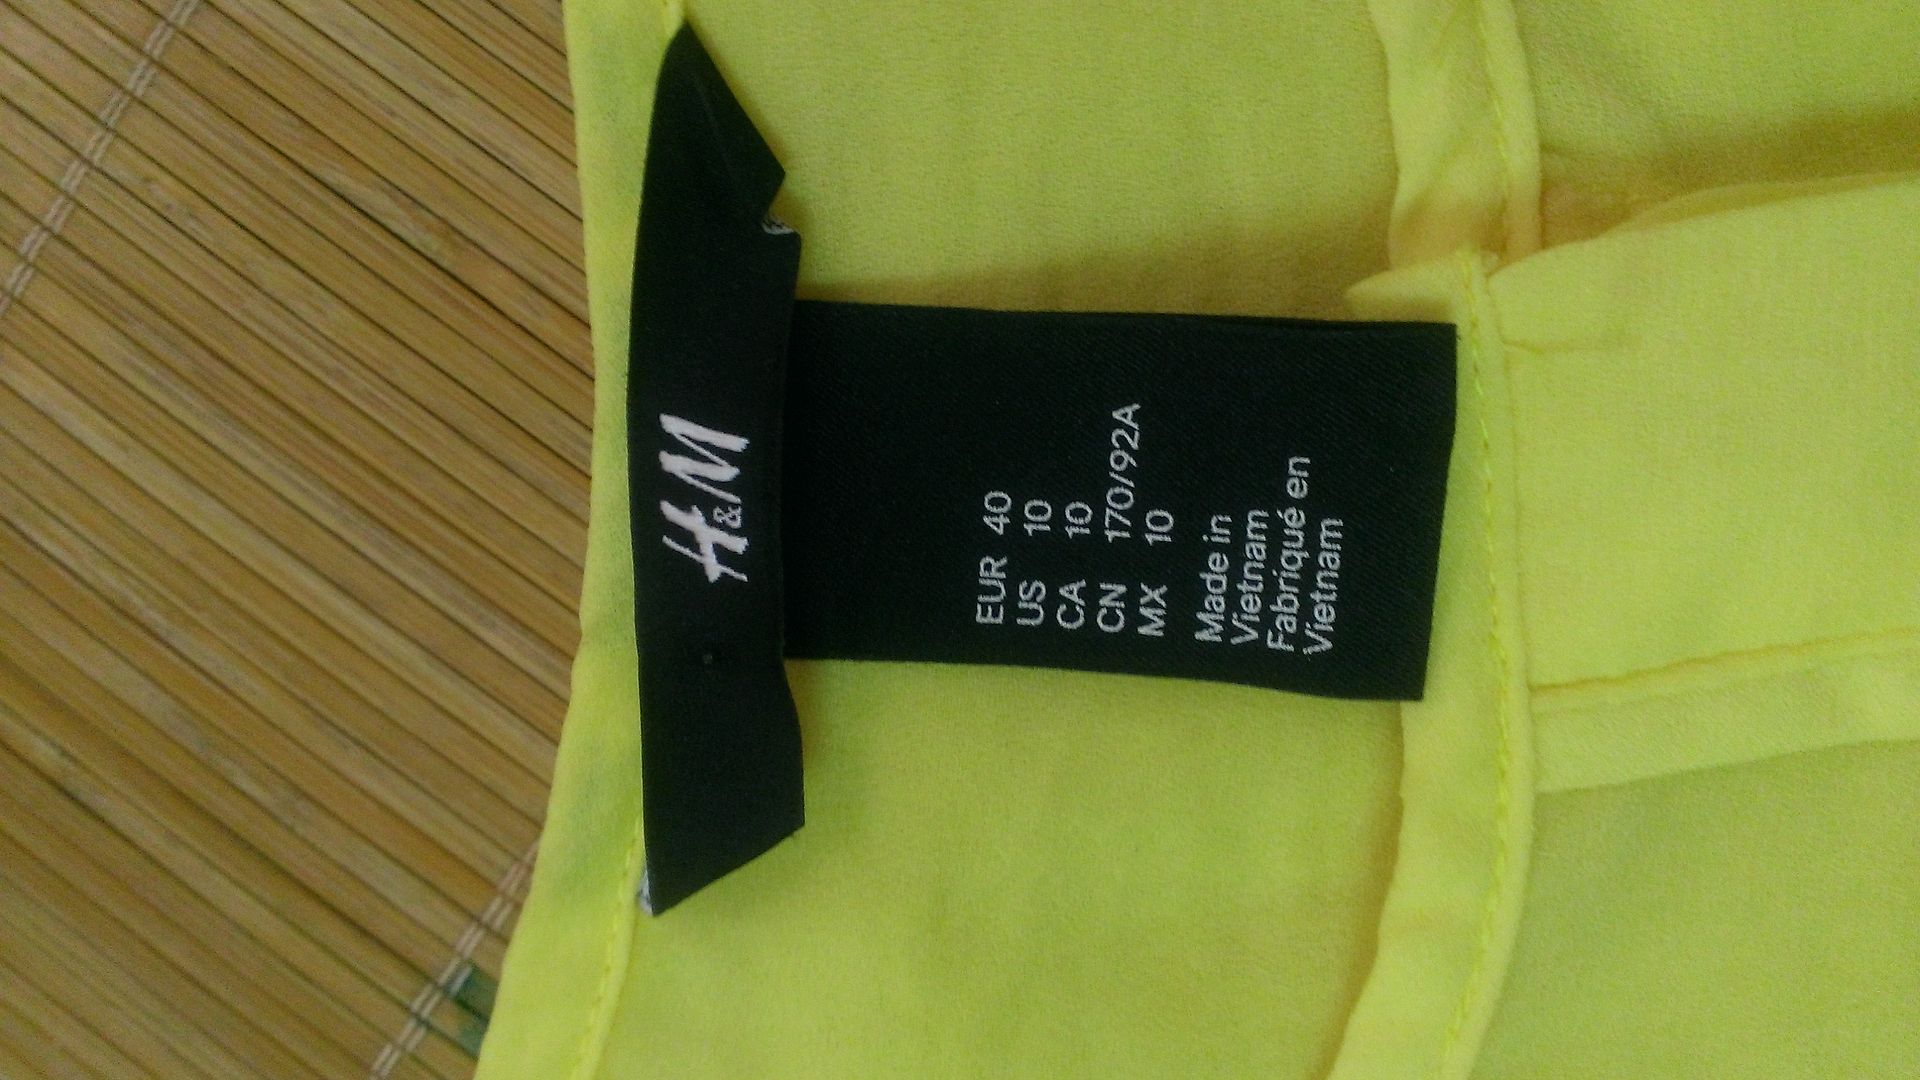 H&M
EUR 40
US 10
CA 10
CN 170/92A
MX 10
Made in
Vietnam
Fabriqué en
Vietnam